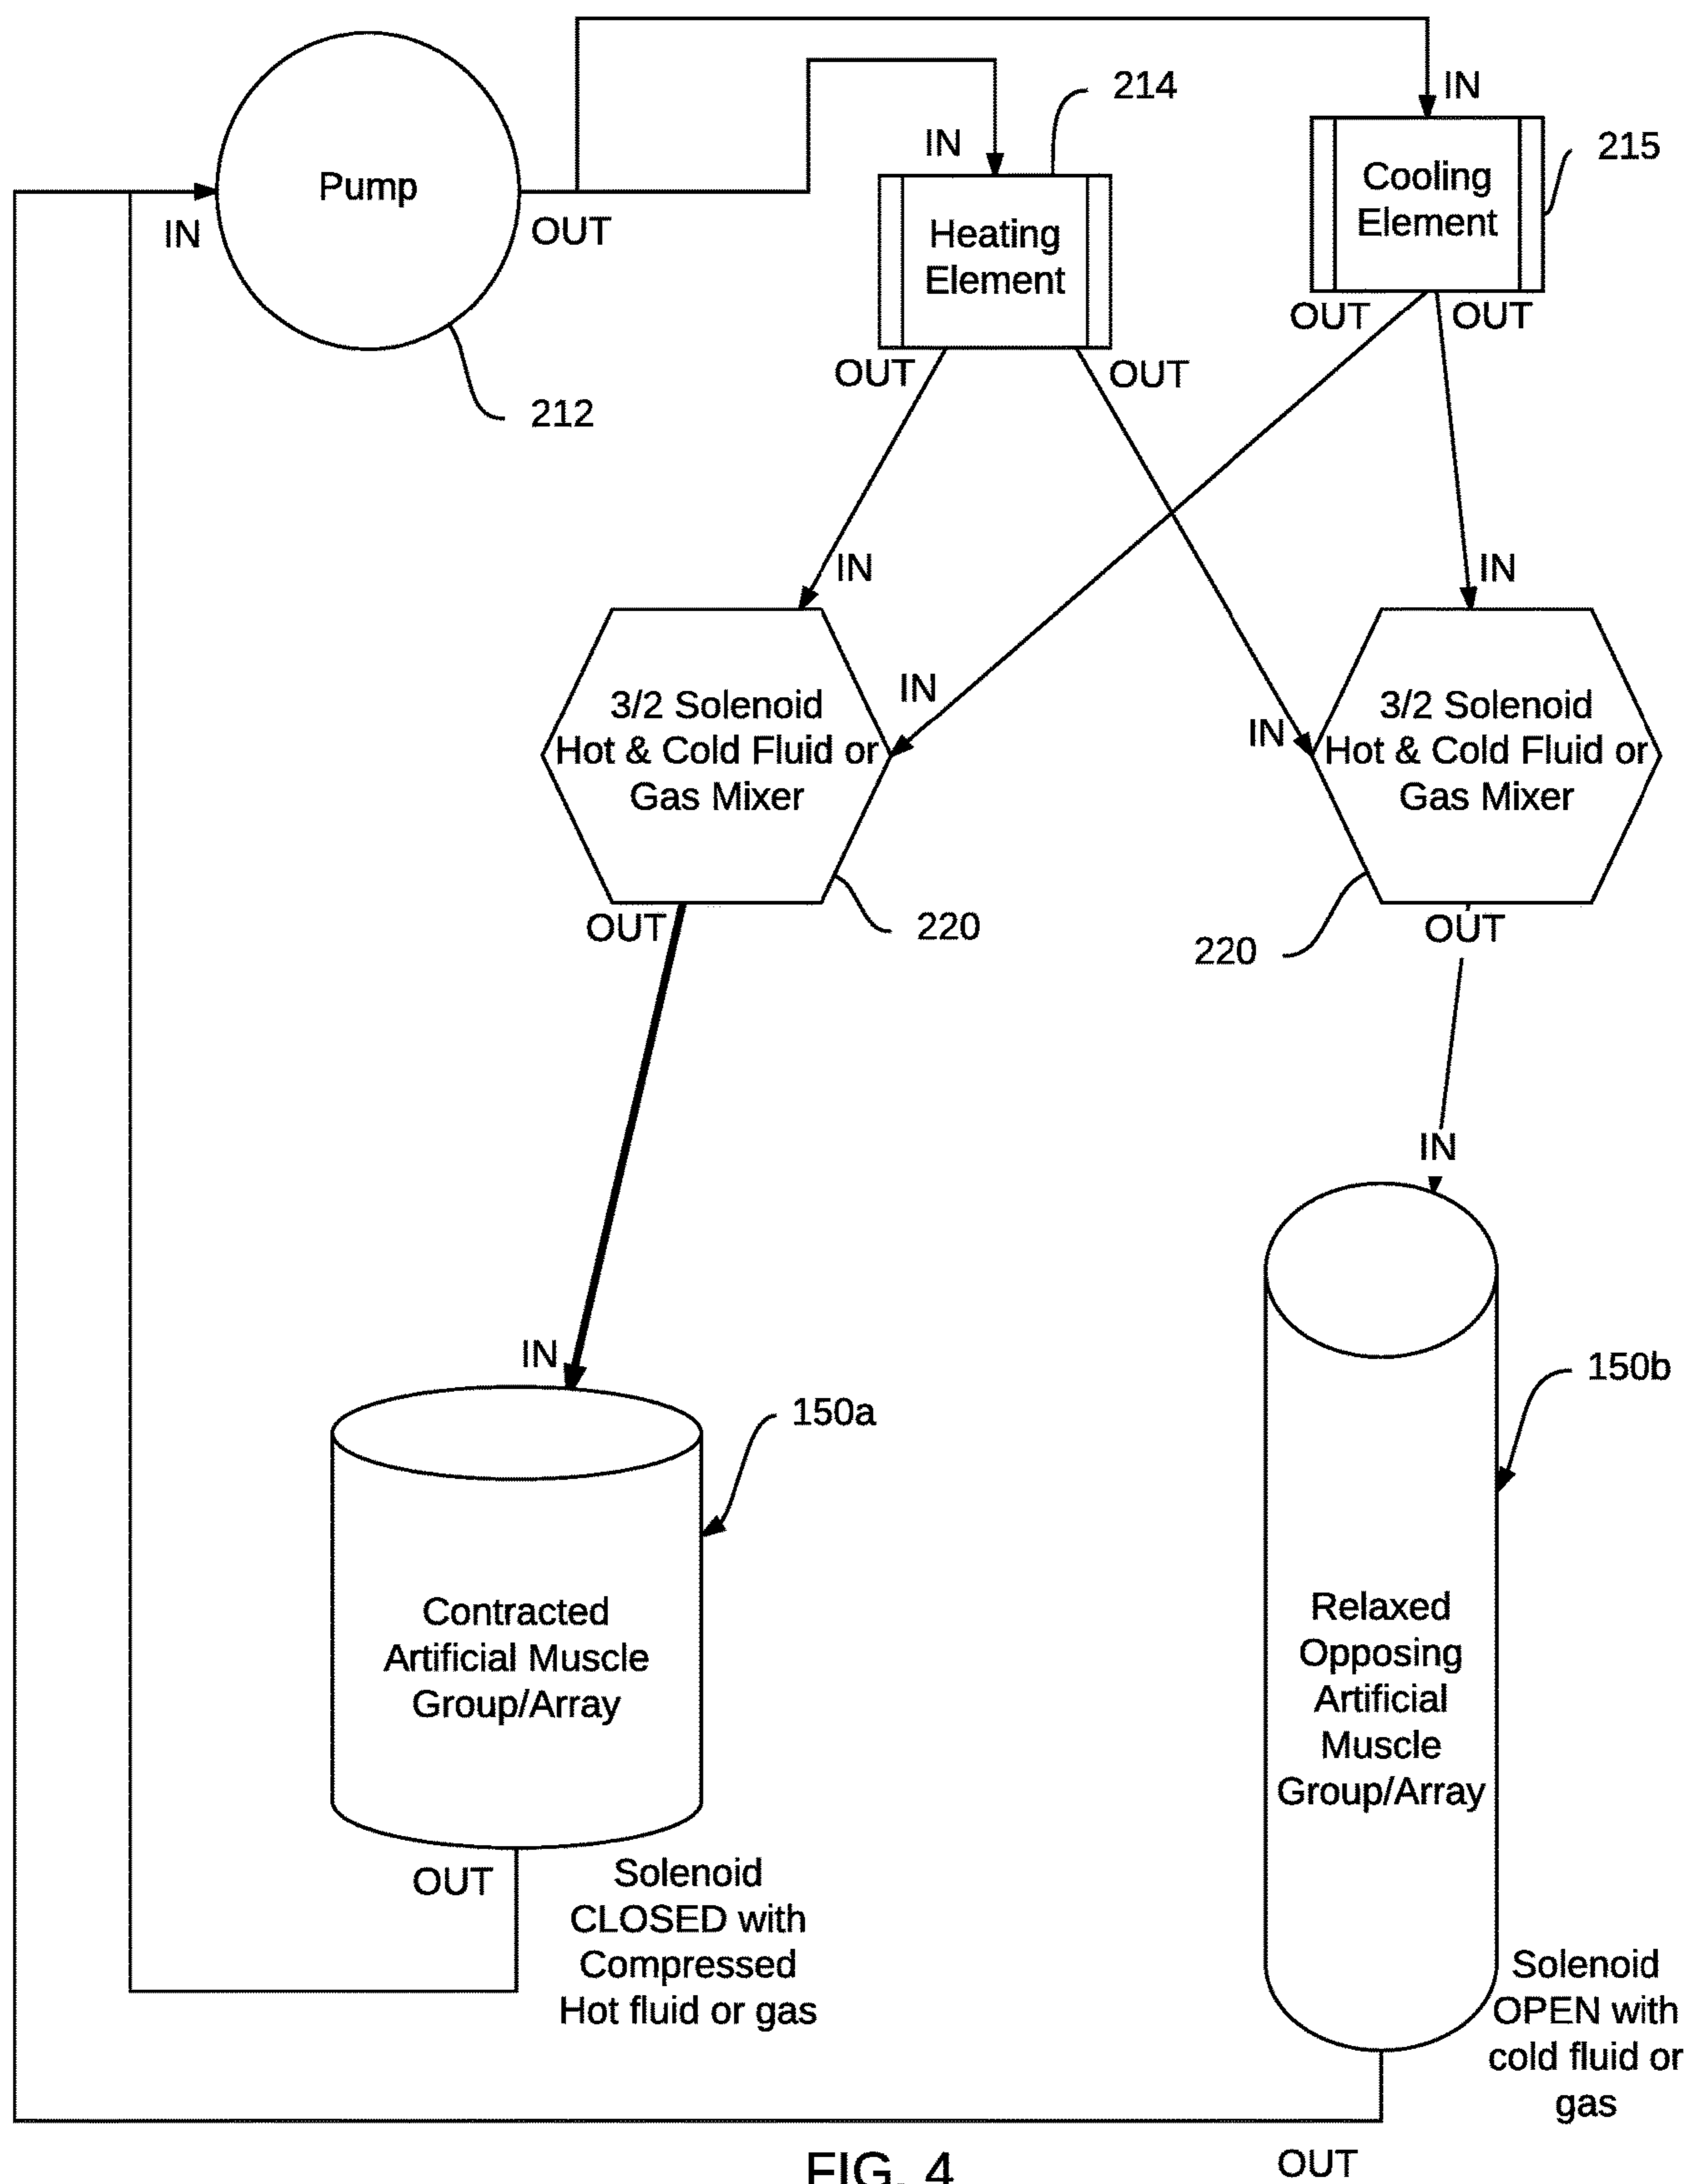 IN
214
IN
Cooling
Element
215
Pump
IN
OUT
Heating
Element
OUT
OUT
OUT
OUT
212
IN
IN
3/2 Solenoid
Hot & Cold Fluid or
Gas Mixer
IN
IN
3/2 Solenoid
Hot & Cold Fluid or
Gas Mixer
OUT
220
220
OUT
IN
IN
150a
150b
Contracted
Artificial Muscle
Group/Array
Relaxed
Opposing
Artificial
Muscle
Group/Array
OUT
Solenoid
CLOSED with
Compressed
Hot fluid or gas
Solenoid
OPEN with
cold fluid or
gas
OUT
FIG. 4